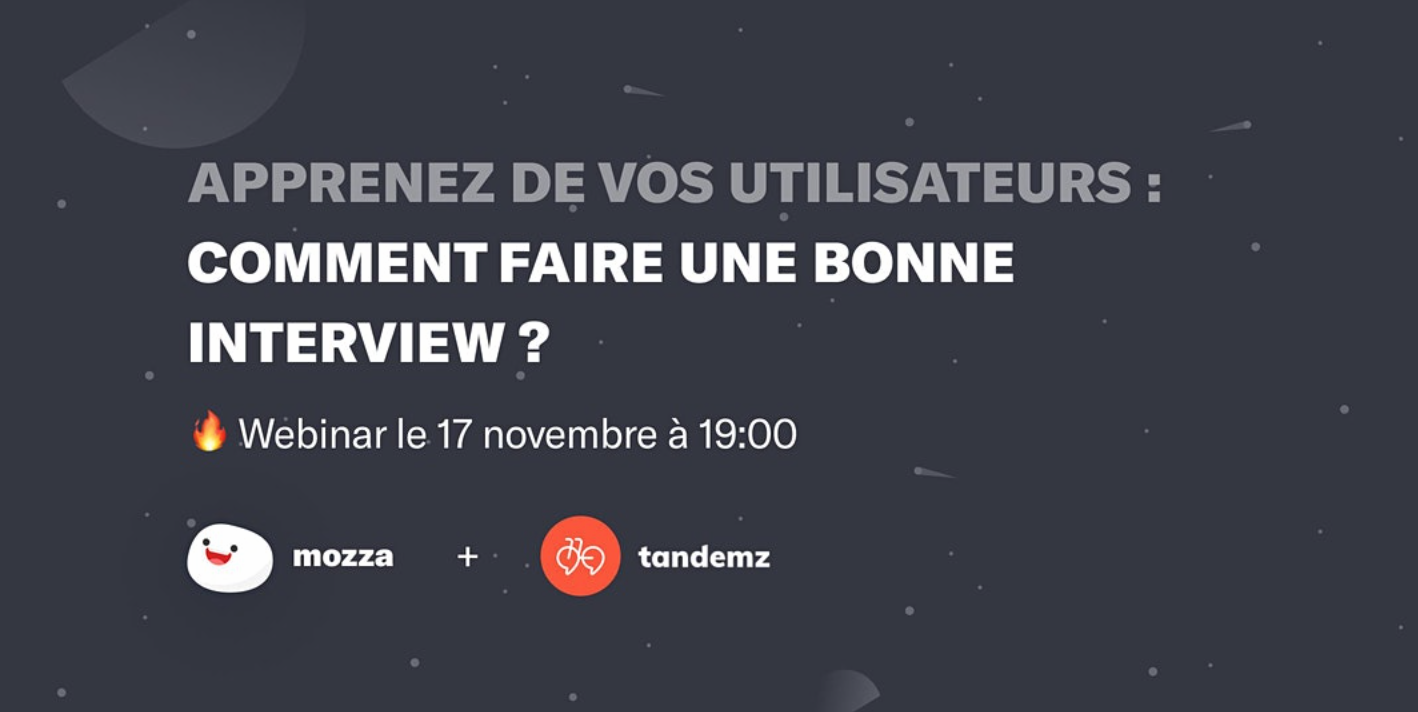 APPRENEZ DE VOS UTILISATEURS :
COMMENT FAIRE UNE BONNE
INTERVIEW ?
🔥 Webinar le 17 novembre à 19:00
mozza + tandemz